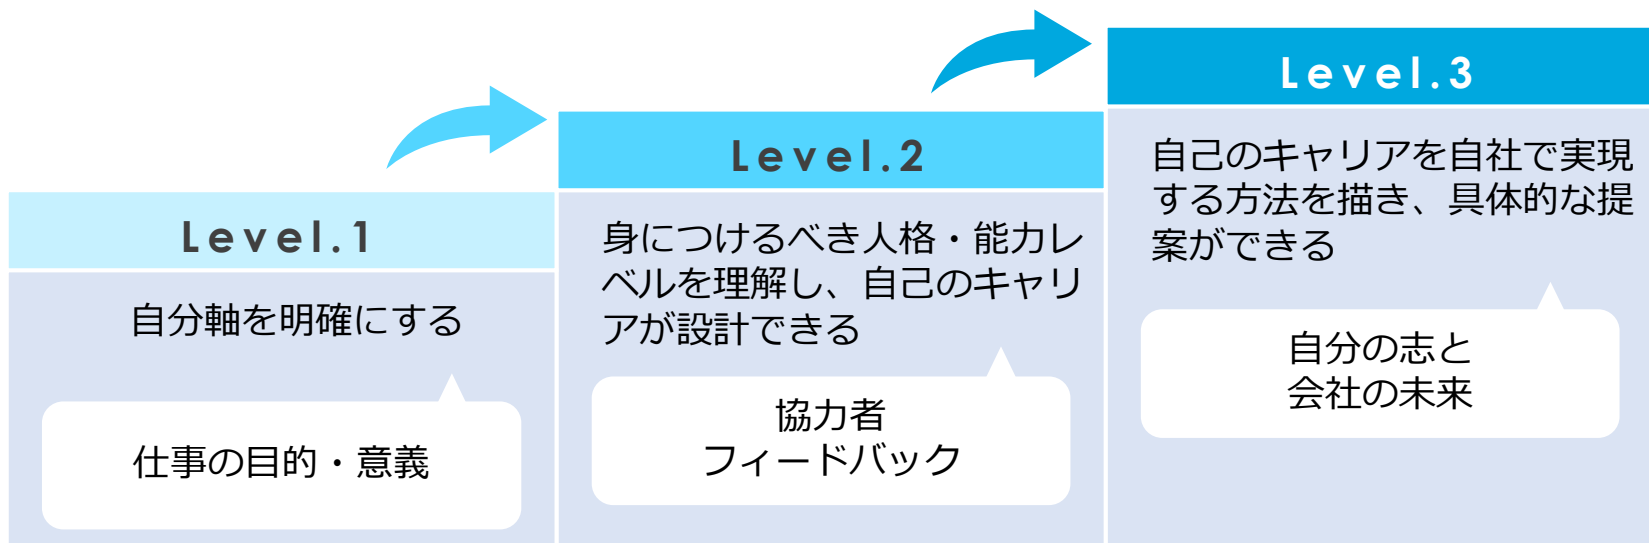 Level.1
自分軸を明確にする
仕事の目的・意義
Level.2
身につけるべき人格・能力レ
ベルを理解し、自己のキャリ
アが設計できる
協力者
フィードバック
Level.3
自己のキャリアを自社で実現
する方法を描き、具体的な提
案ができる
自分の志と
会社の未来